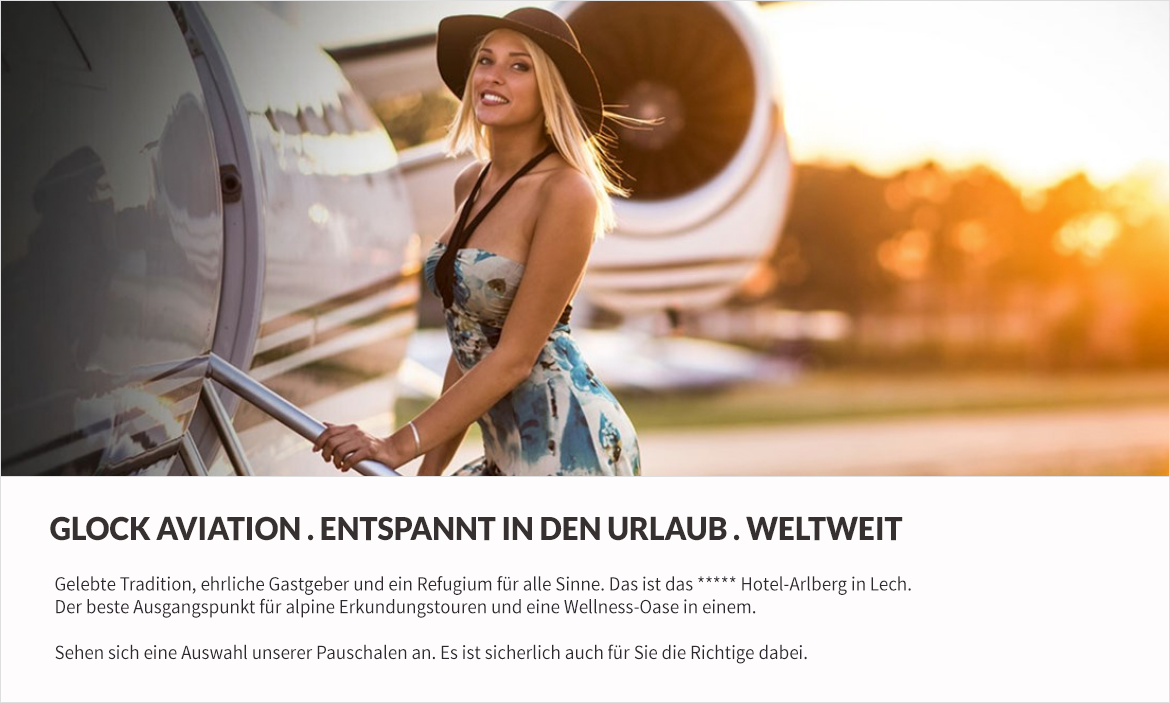 GLOCK AVIATION . ENTSPANNT IN DEN URLAUB . WELTWEIT
Gelebte Tradition, ehrliche Gastgeber und ein Refugium für alle Sinne. Das ist das ***** Hotel-Arlberg in Lech.
Der beste Ausgangspunkt für alpine Erkundungstouren und eine Wellness-Oase in einem.
Sehen sich eine Auswahl unserer Pauschalen an. Es ist sicherlich auch für Sie die Richtige dabei.